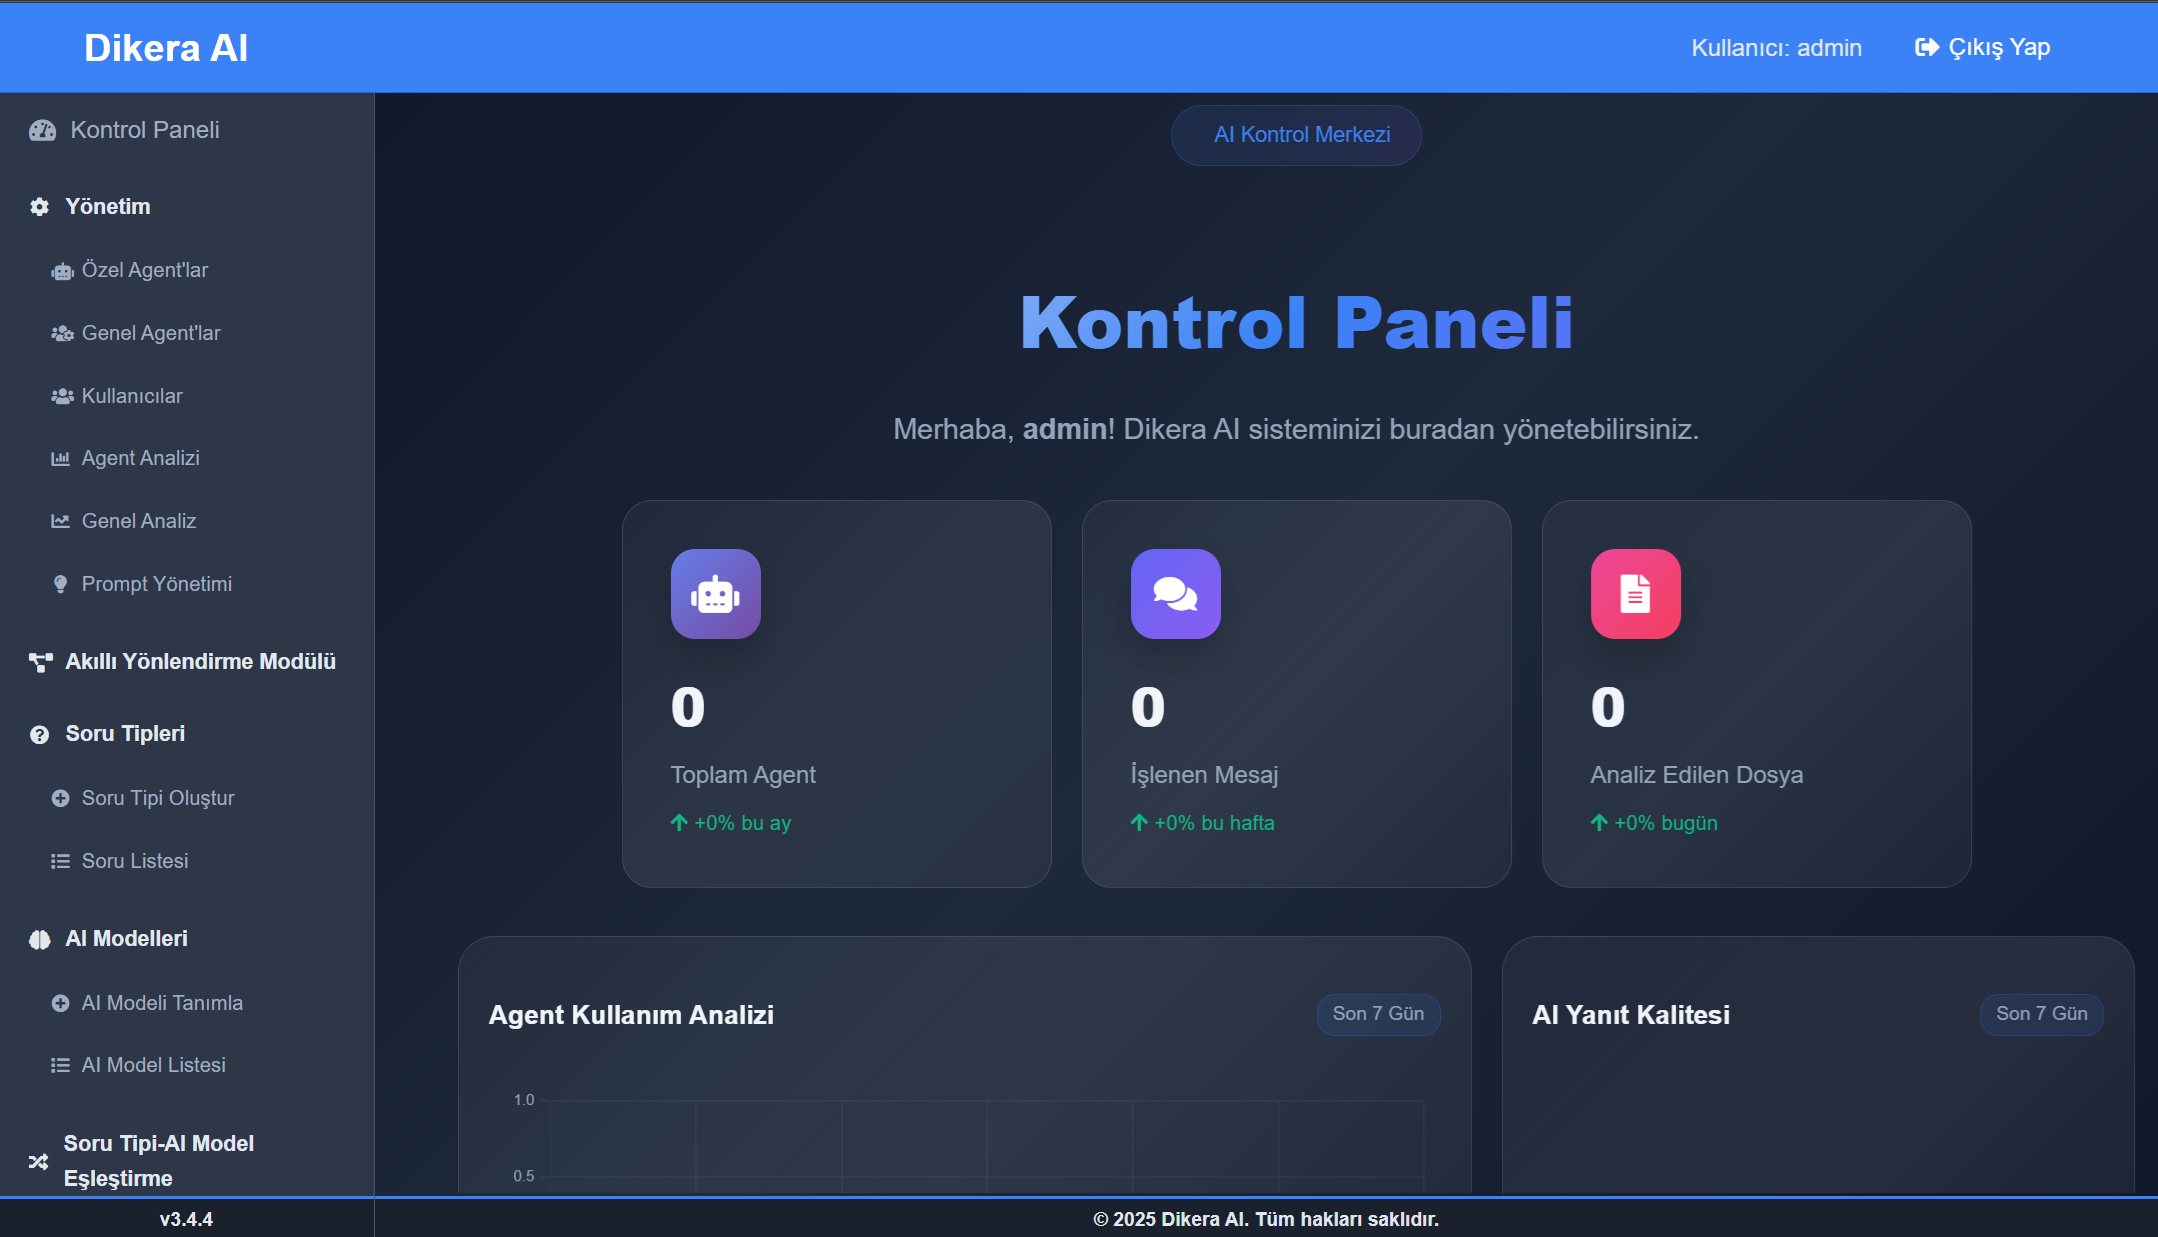 Dikera AI
Kullanıcı: admin
Çıkış Yap
Kontrol Paneli
Yönetim
Özel Agent'lar
Genel Agent'lar
Kullanıcılar
Agent Analizi
Genel Analiz
Prompt Yönetimi
Akıllı Yönlendirme Modülü
Soru Tipleri
Soru Tipi Oluştur
Soru Listesi
AI Modelleri
AI Modeli Tanımla
AI Model Listesi
Soru Tipi-AI Model
Eşleştirme
v3.4.4
AI Kontrol Merkezi
Kontrol Paneli
Merhaba, admin! Dikera AI sisteminizi buradan yönetebilirsiniz.
0
Toplam Agent
+0% bu ay
0
İşlenen Mesaj
+0% bu hafta
0
Analiz Edilen Dosya
+0% bugün
Agent Kullanım Analizi
Son 7 Gün
1.0
0.5
AI Yanıt Kalitesi
Son 7 Gün
© 2025 Dikera AI. Tüm hakları saklıdır.